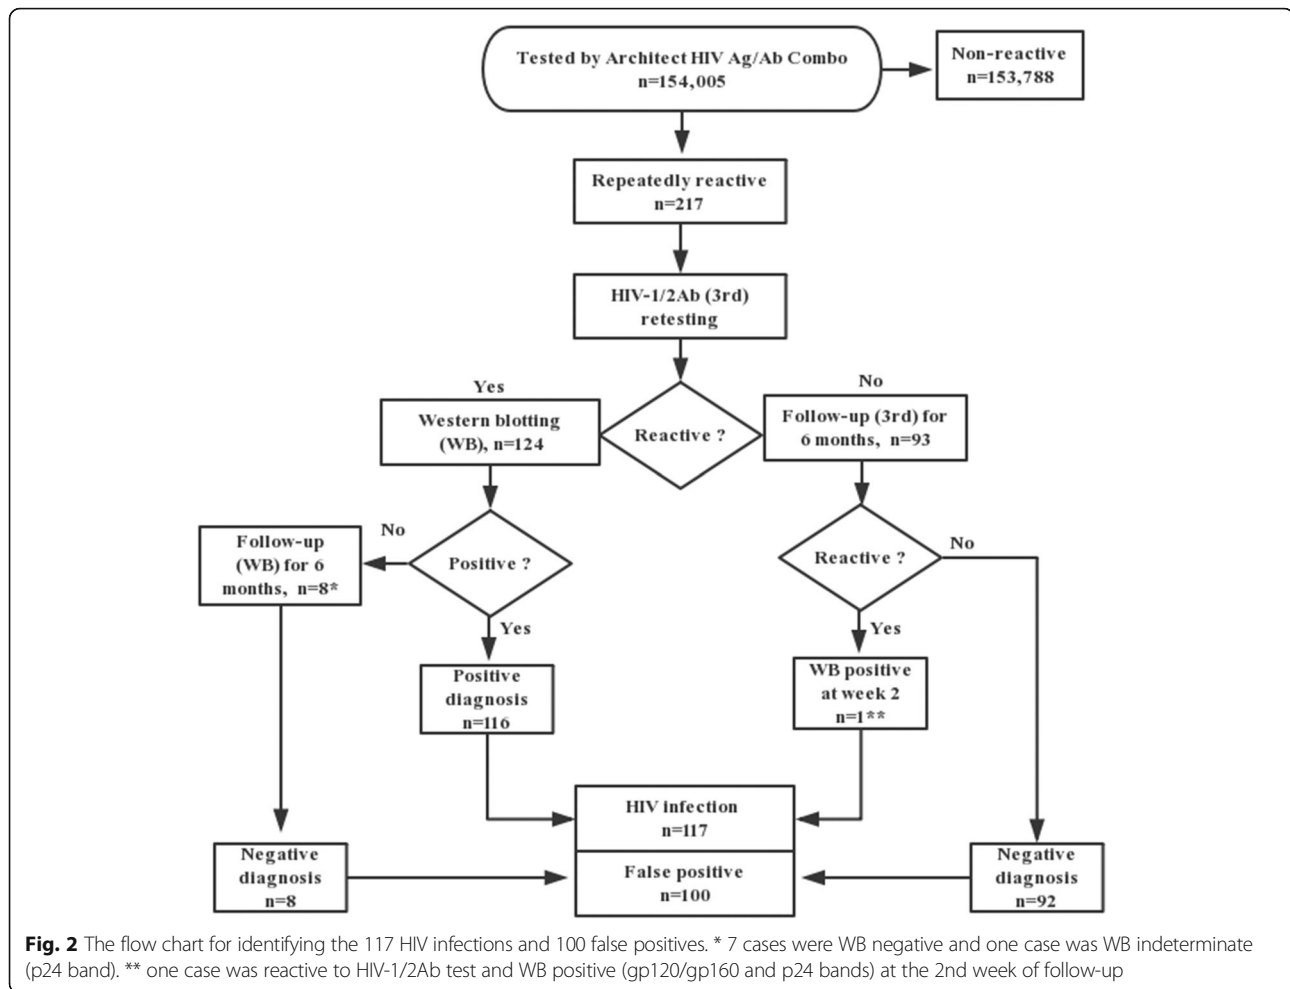 Tested by Architect HIV Ag/Ab Combo
n=154,005
Non-reactive
n=153,788
Repeatedly reactive
n=217
HIV-1/2Ab (3rd)
retesting
Yes
No
Western blotting
(WB), n=124
Reactive ?
Follow-up (3rd) for
6 months, n=93
No
Follow-up
(WB) for 6
months, n=8*
Positive ?
Reactive ?
No
Yes
Yes
Positive
diagnosis
n=116
WB positive
at week 2
n=1**
HIV infection
n=117
Negative
diagnosis
n=8
False positive
n=100
Negative
diagnosis
n=92
Fig. 2 The flow chart for identifying the 117 HIV infections and 100 false positives. * 7 cases were WB negative and one case was WB indeterminate
(p24 band). ** one case was reactive to HIV-1/2Ab test and WB positive (gp120/gp160 and p24 bands) at the 2nd week of follow-up